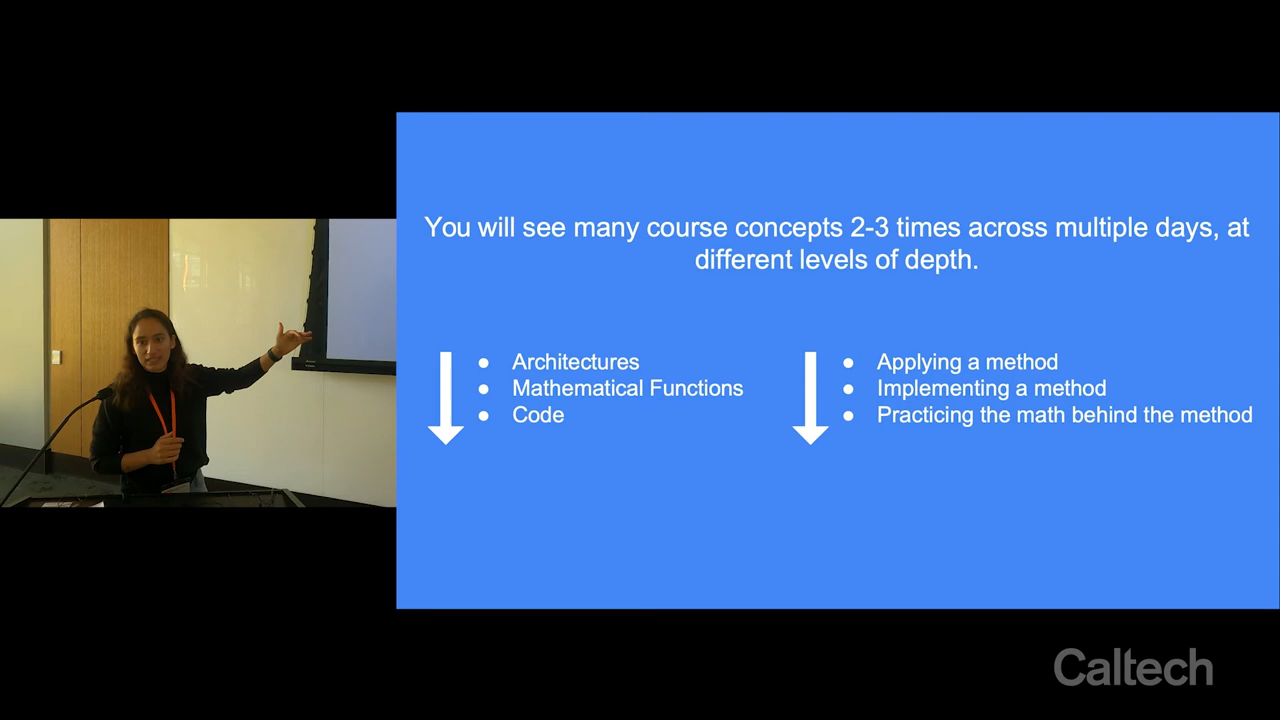 You will see many course concepts 2-3 times across multiple days, at
different levels of depth.
● Architectures
● Mathematical Functions
● Code
● Applying a method
● Implementing a method
● Practicing the math behind the method
Caltech